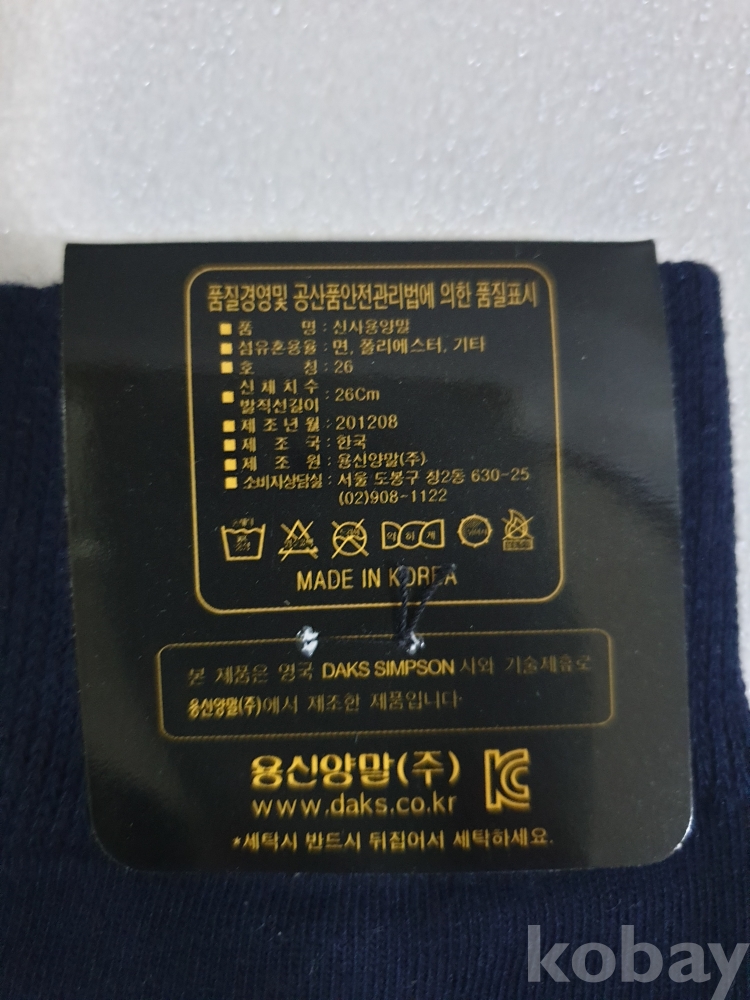 품질경영및 공산품안전관리법에 의한 품질표시
■ 품 명 : 신사용양말
■ 섬유혼용율 : 면, 폴리에스터, 기타
■ 호 칭 : 26
■ 신체치수 발직선길이 : 26Cm
■ 제조년월 : 201208
■ 제조국 : 한국
■ 제조원 : 용신양말(주)
■ 소비자상담실 : 서울 도봉구 창2동 630-25
(02)908-1122
약하게
MADE IN KOREA
본 제품은 영국 DAKS SIMPSON 사와 기술제휴로
용신양말(주)에서 제조한 제품입니다.
용신양말(주)
www.daks.co.kr
*세탁시 반드시 뒤집어서 세탁하세요.
kobay